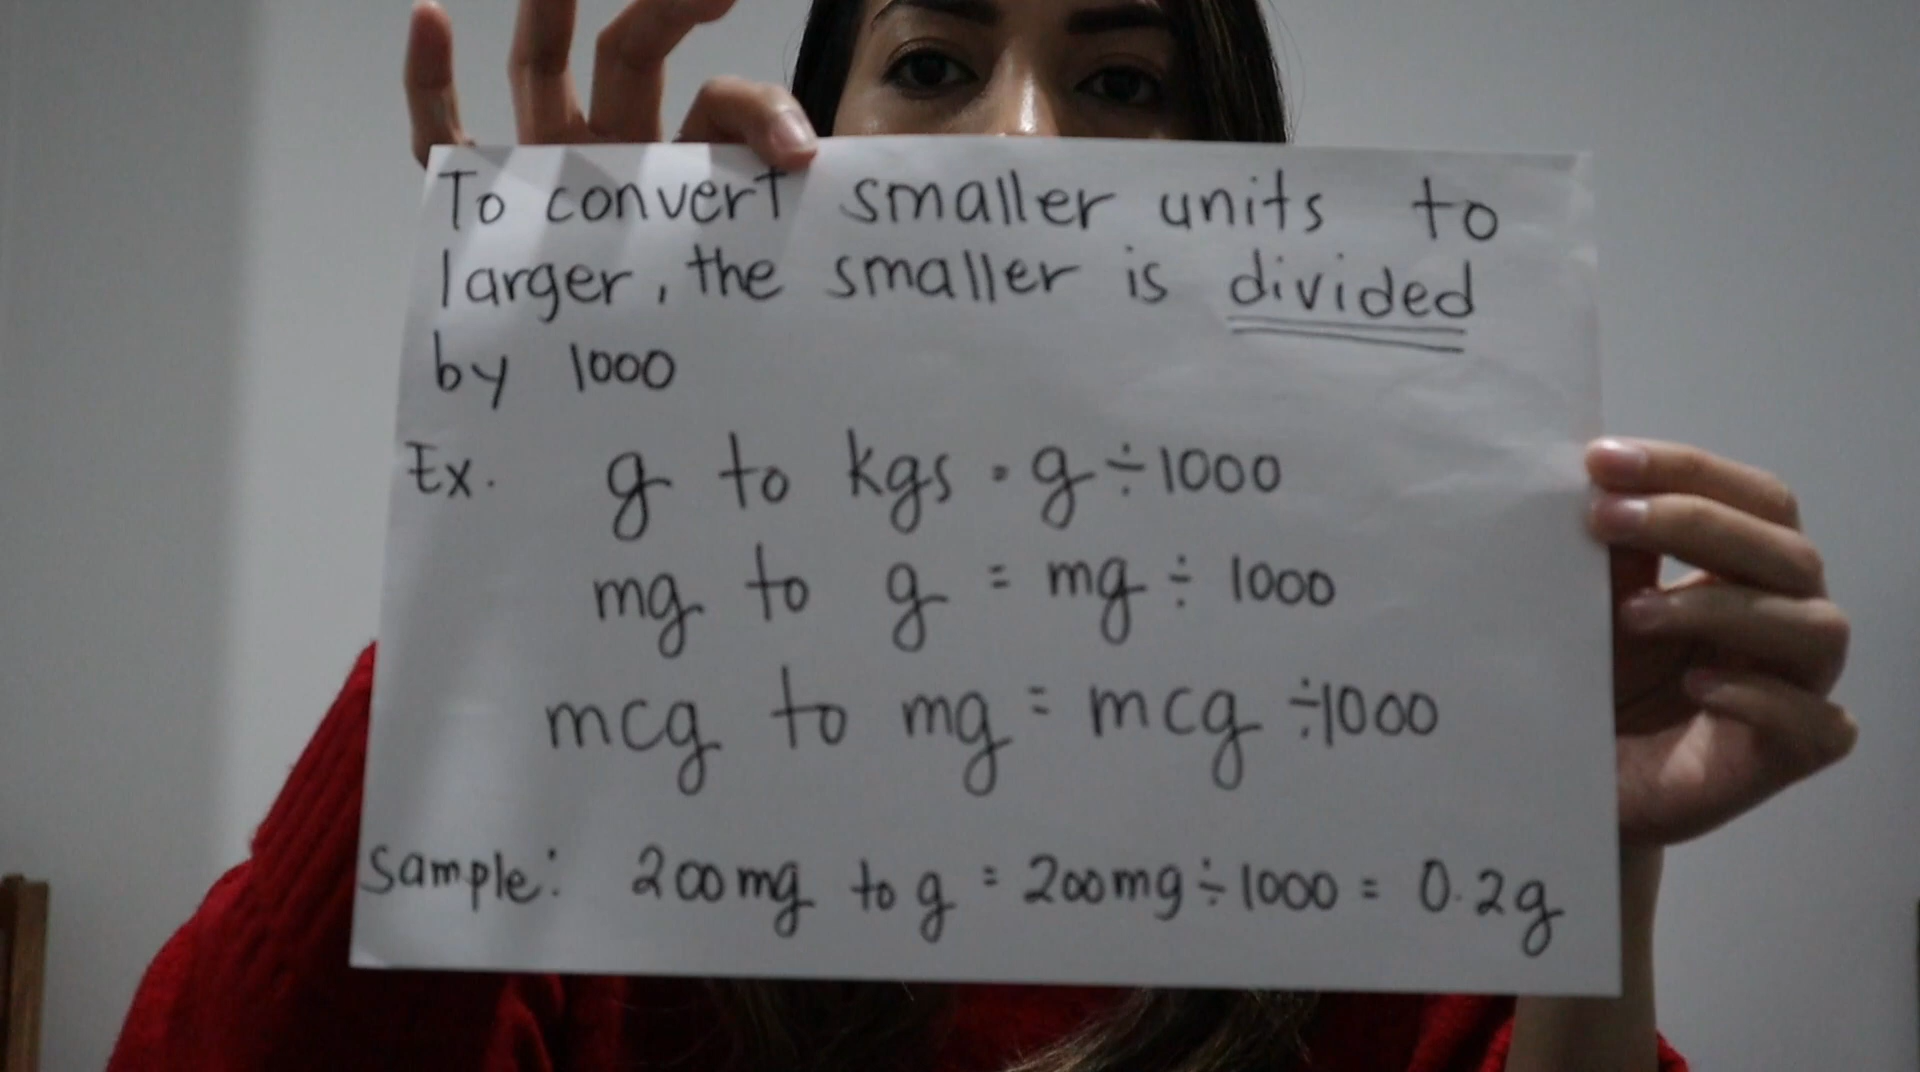 To convert smaller units to
larger, the smaller is divided
by 1000
Ex. g to kgs = g ÷ 1000
mg to g = mg ÷ 1000
mcg to mg = mcg ÷ 1000
Sample: 200mg to g = 200mg ÷ 1000 = 0.2g